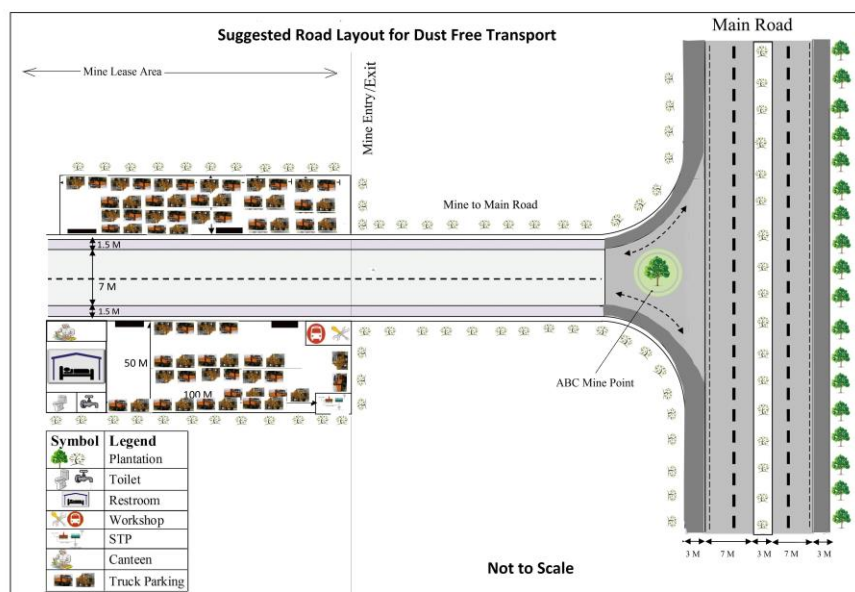 Main Road
Suggested Road Layout for Dust Free Transport
Mine Lease Area
Mine Entry/Exit
Mine to Main Road
1.5 M
7 M
1.5 M
50 M
100 M
ABC Mine Point
Symbol Legend
Plantation
Toilet
Restroom
Workshop
STP
Canteen
Truck Parking
Not to Scale
3 M 7 M 3 M 7 M 3 M